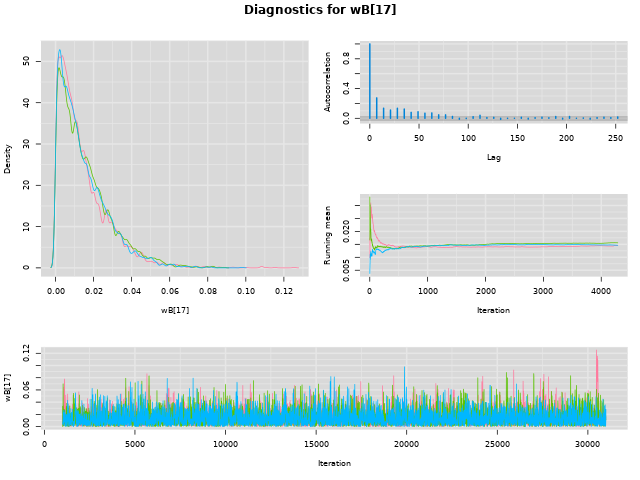 Diagnostics for wB[17]
Density
50
40
30
20
10
0
0.00 0.02 0.04 0.06 0.08 0.10 0.12
wB[17]
Autocorrelation
0.8
0.4
0.0
0 50 100 150 200 250
Lag
Running mean
0.020
0.005
0 1000 2000 3000 4000
Iteration
wB[17]
0.12
0.06
0.00
0 5000 10000 15000 20000 25000 30000
Iteration